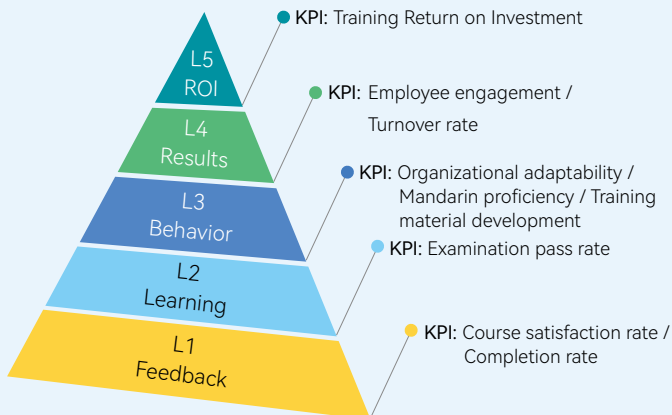 L5
ROI
KPI: Training Return on Investment
L4
Results
KPI: Employee engagement /
Turnover rate
L3
Behavior
KPI: Organizational adaptability /
Mandarin proficiency / Training
material development
L2
Learning
KPI: Examination pass rate
L1
Feedback
KPI: Course satisfaction rate /
Completion rate